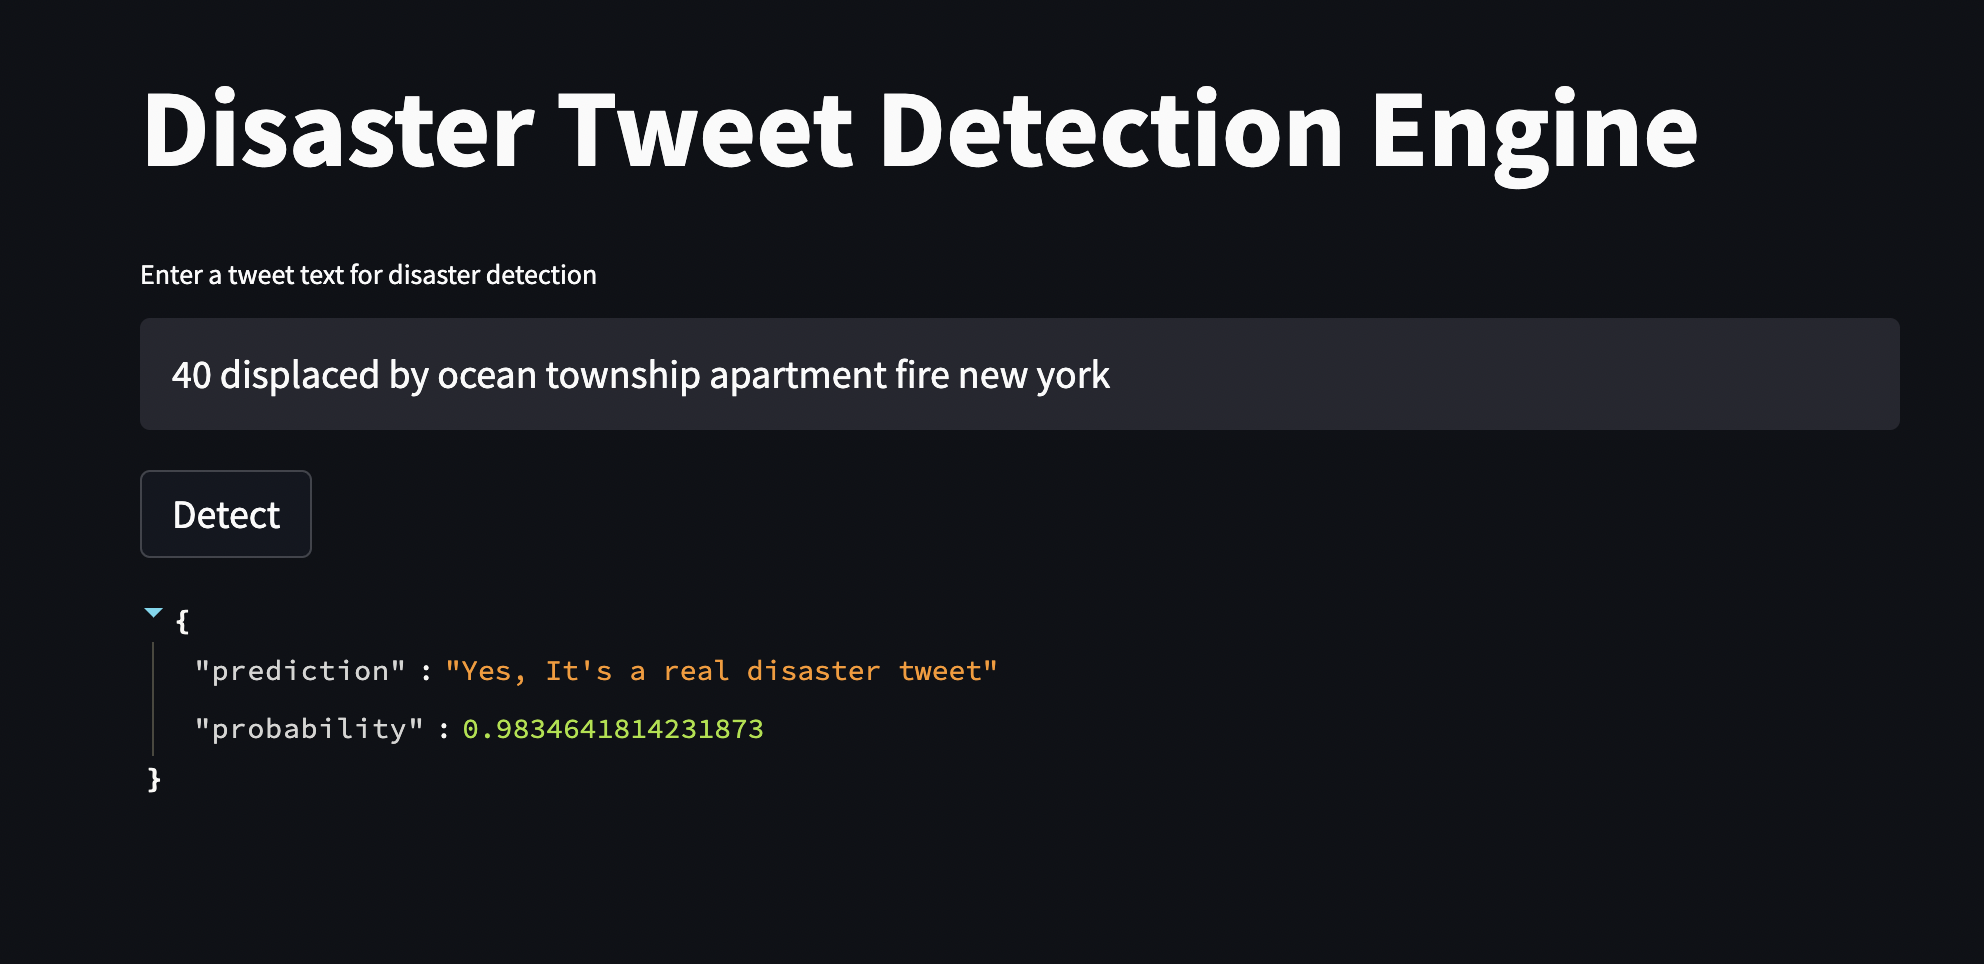 Disaster Tweet Detection Engine
Enter a tweet text for disaster detection
40 displaced by ocean township apartment fire new york
Detect
{
"prediction" : "Yes, It's a real disaster tweet"
"probability" : 0.9834641814231873
}